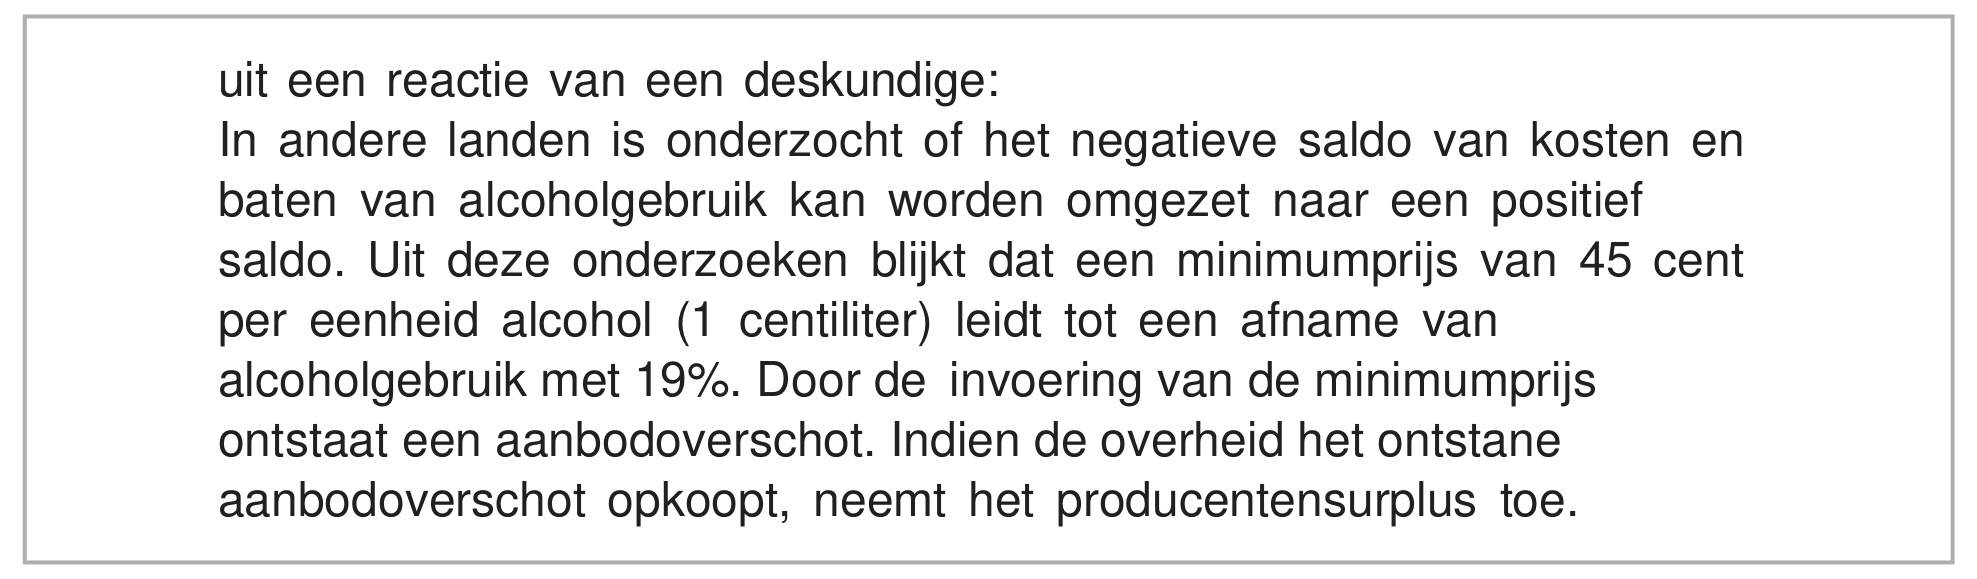 uit een reactie van een deskundige:
In andere landen is onderzocht of het negatieve saldo van kosten en
baten van alcoholgebruik kan worden omgezet naar een positief
saldo. Uit deze onderzoeken blijkt dat een minimumprijs van 45 cent
per eenheid alcohol (1 centiliter) leidt tot een afname van
alcoholgebruik met 19%. Door de invoering van de minimumprijs
ontstaat een aanbodoverschot. Indien de overheid het ontstane
aanbodoverschot opkoopt, neemt het producentensurplus toe.